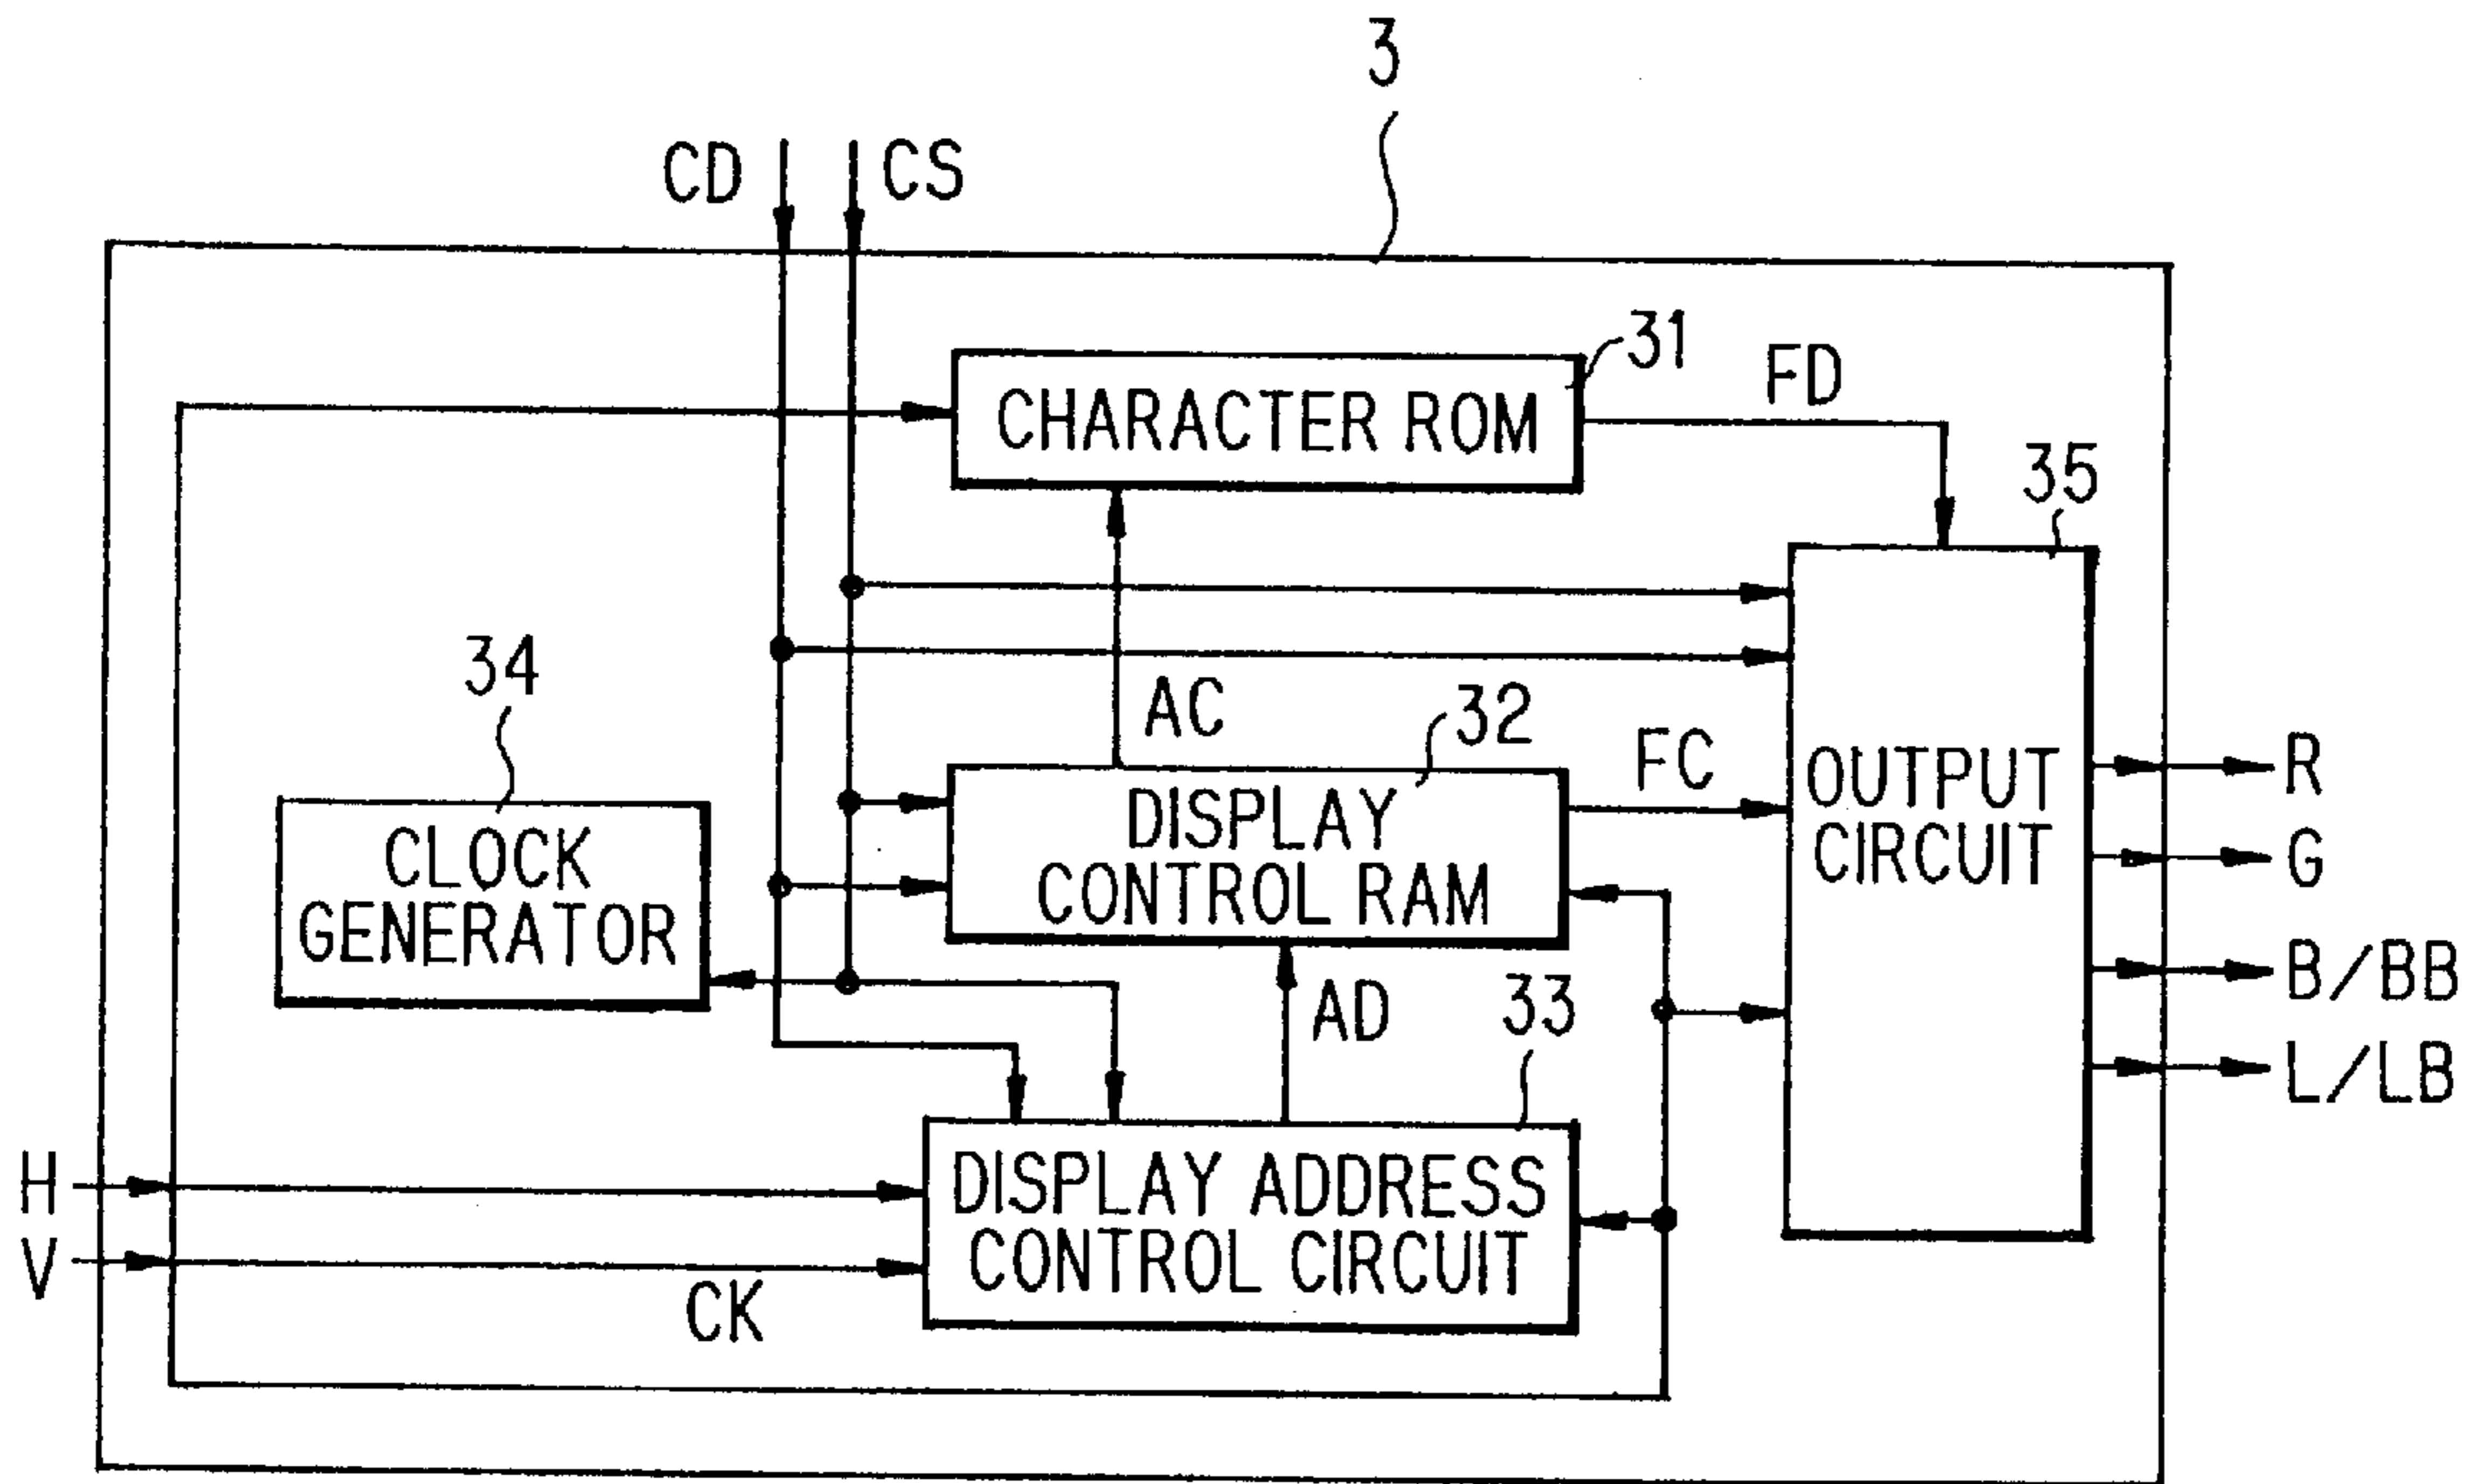 3
CD
CS
31
CHARACTER ROM
FD
35
34
AC
32
FC
DISPLAY
CONTROL RAM
OUTPUT
CIRCUIT
R
G
B/BB
L/LB
CLOCK
GENERATOR
AD
33
H
V
DISPLAY ADDRESS
CONTROL CIRCUIT
CK